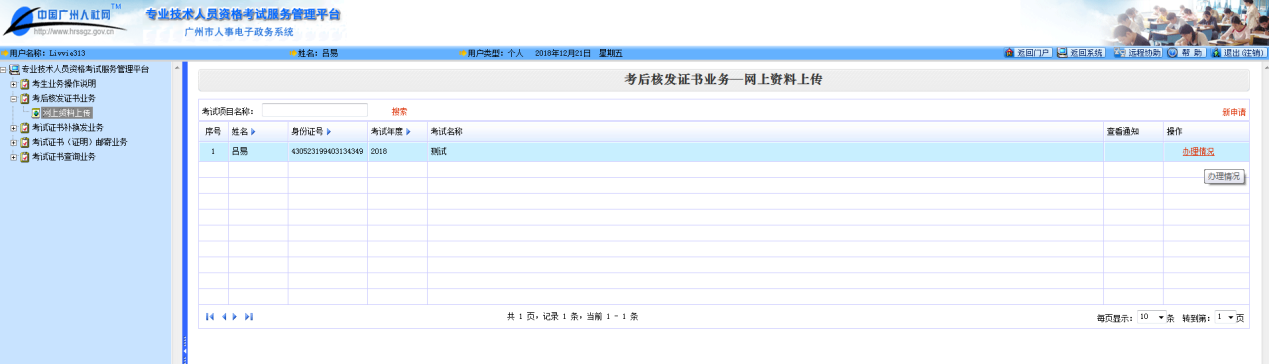 中国广州人社网 TM 专业技术人员资格考试服务管理平台
http://www.hrssgz.gov.cn 广州市人事电子政务系统
用户名称: Livvie313 姓名: 吕易 用户类型: 个人 2018年12月21日 星期五 返回门户 返回系统 远程协助 帮 助 退出(注销)
专业技术人员资格考试服务管理平台
考生业务操作说明
考后核发证书业务
网上资料上传
考试证书补换发业务
考试证书（证明）邮寄业务
考试证书查询业务
考后核发证书业务—网上资料上传
考试项目名称: 搜索 新申请
序号 姓名 身份证号 考试年度 考试名称 查看通知 操作
1 吕易 430523199403134349 2018 测试 办理情况
办理情况
共 1 页，记录 1 条，当前 1 - 1 条 每页显示: 10 条 转到第: 1 页